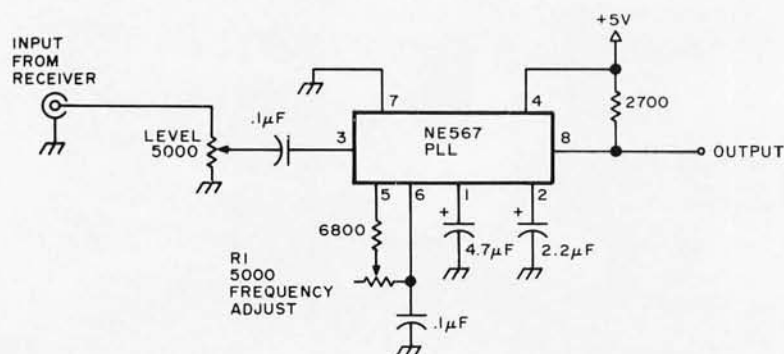 +5V
INPUT
FROM
RECEIVER
7
4
2700
.1µF
NE567
PLL
LEVEL
5000
3
8
OUTPUT
5
6
1
2
6800
+
4.7µF
+
2.2µF
R1
5000
FREQUENCY
ADJUST
.1µF